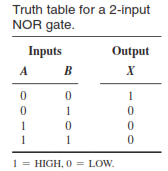 Truth table for a 2-input
NOR gate.
Inputs Output
A B X
0 0 1
0 1 0
1 0 0
1 1 0
1 = HIGH, 0 = LOW.